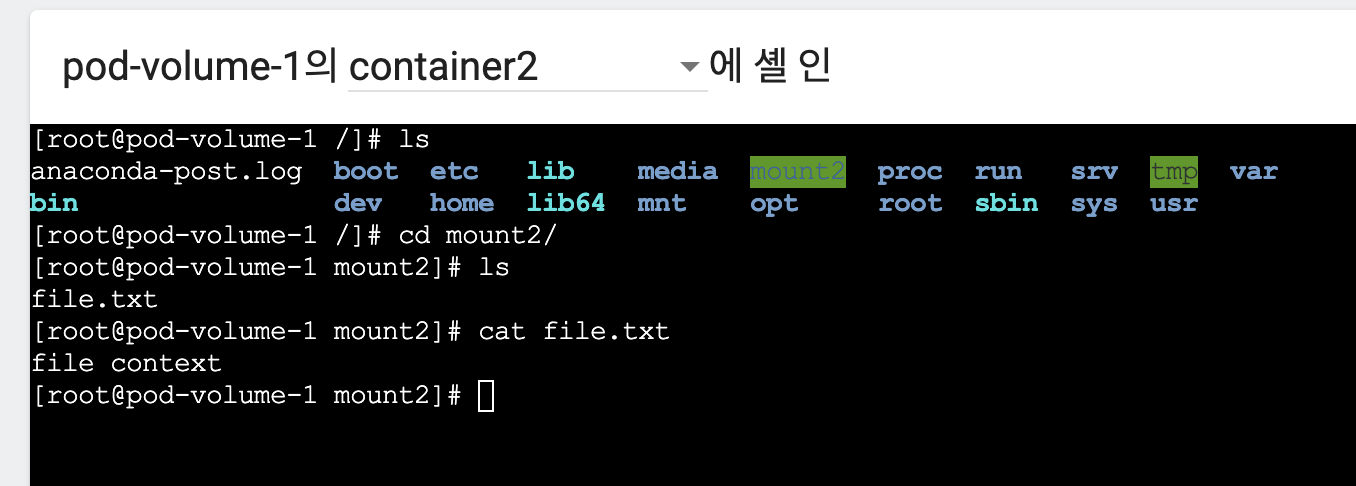 pod-volume-1의 container2 에 셸 인
[root@pod-volume-1 /]# ls
anaconda-post.log  boot  etc   lib    media  mount2  proc  run   srv  tmp  var
bin                dev   home  lib64  mnt    opt     root  sbin  sys  usr
[root@pod-volume-1 /]# cd mount2/
[root@pod-volume-1 mount2]# ls
file.txt
[root@pod-volume-1 mount2]# cat file.txt
file context
[root@pod-volume-1 mount2]#